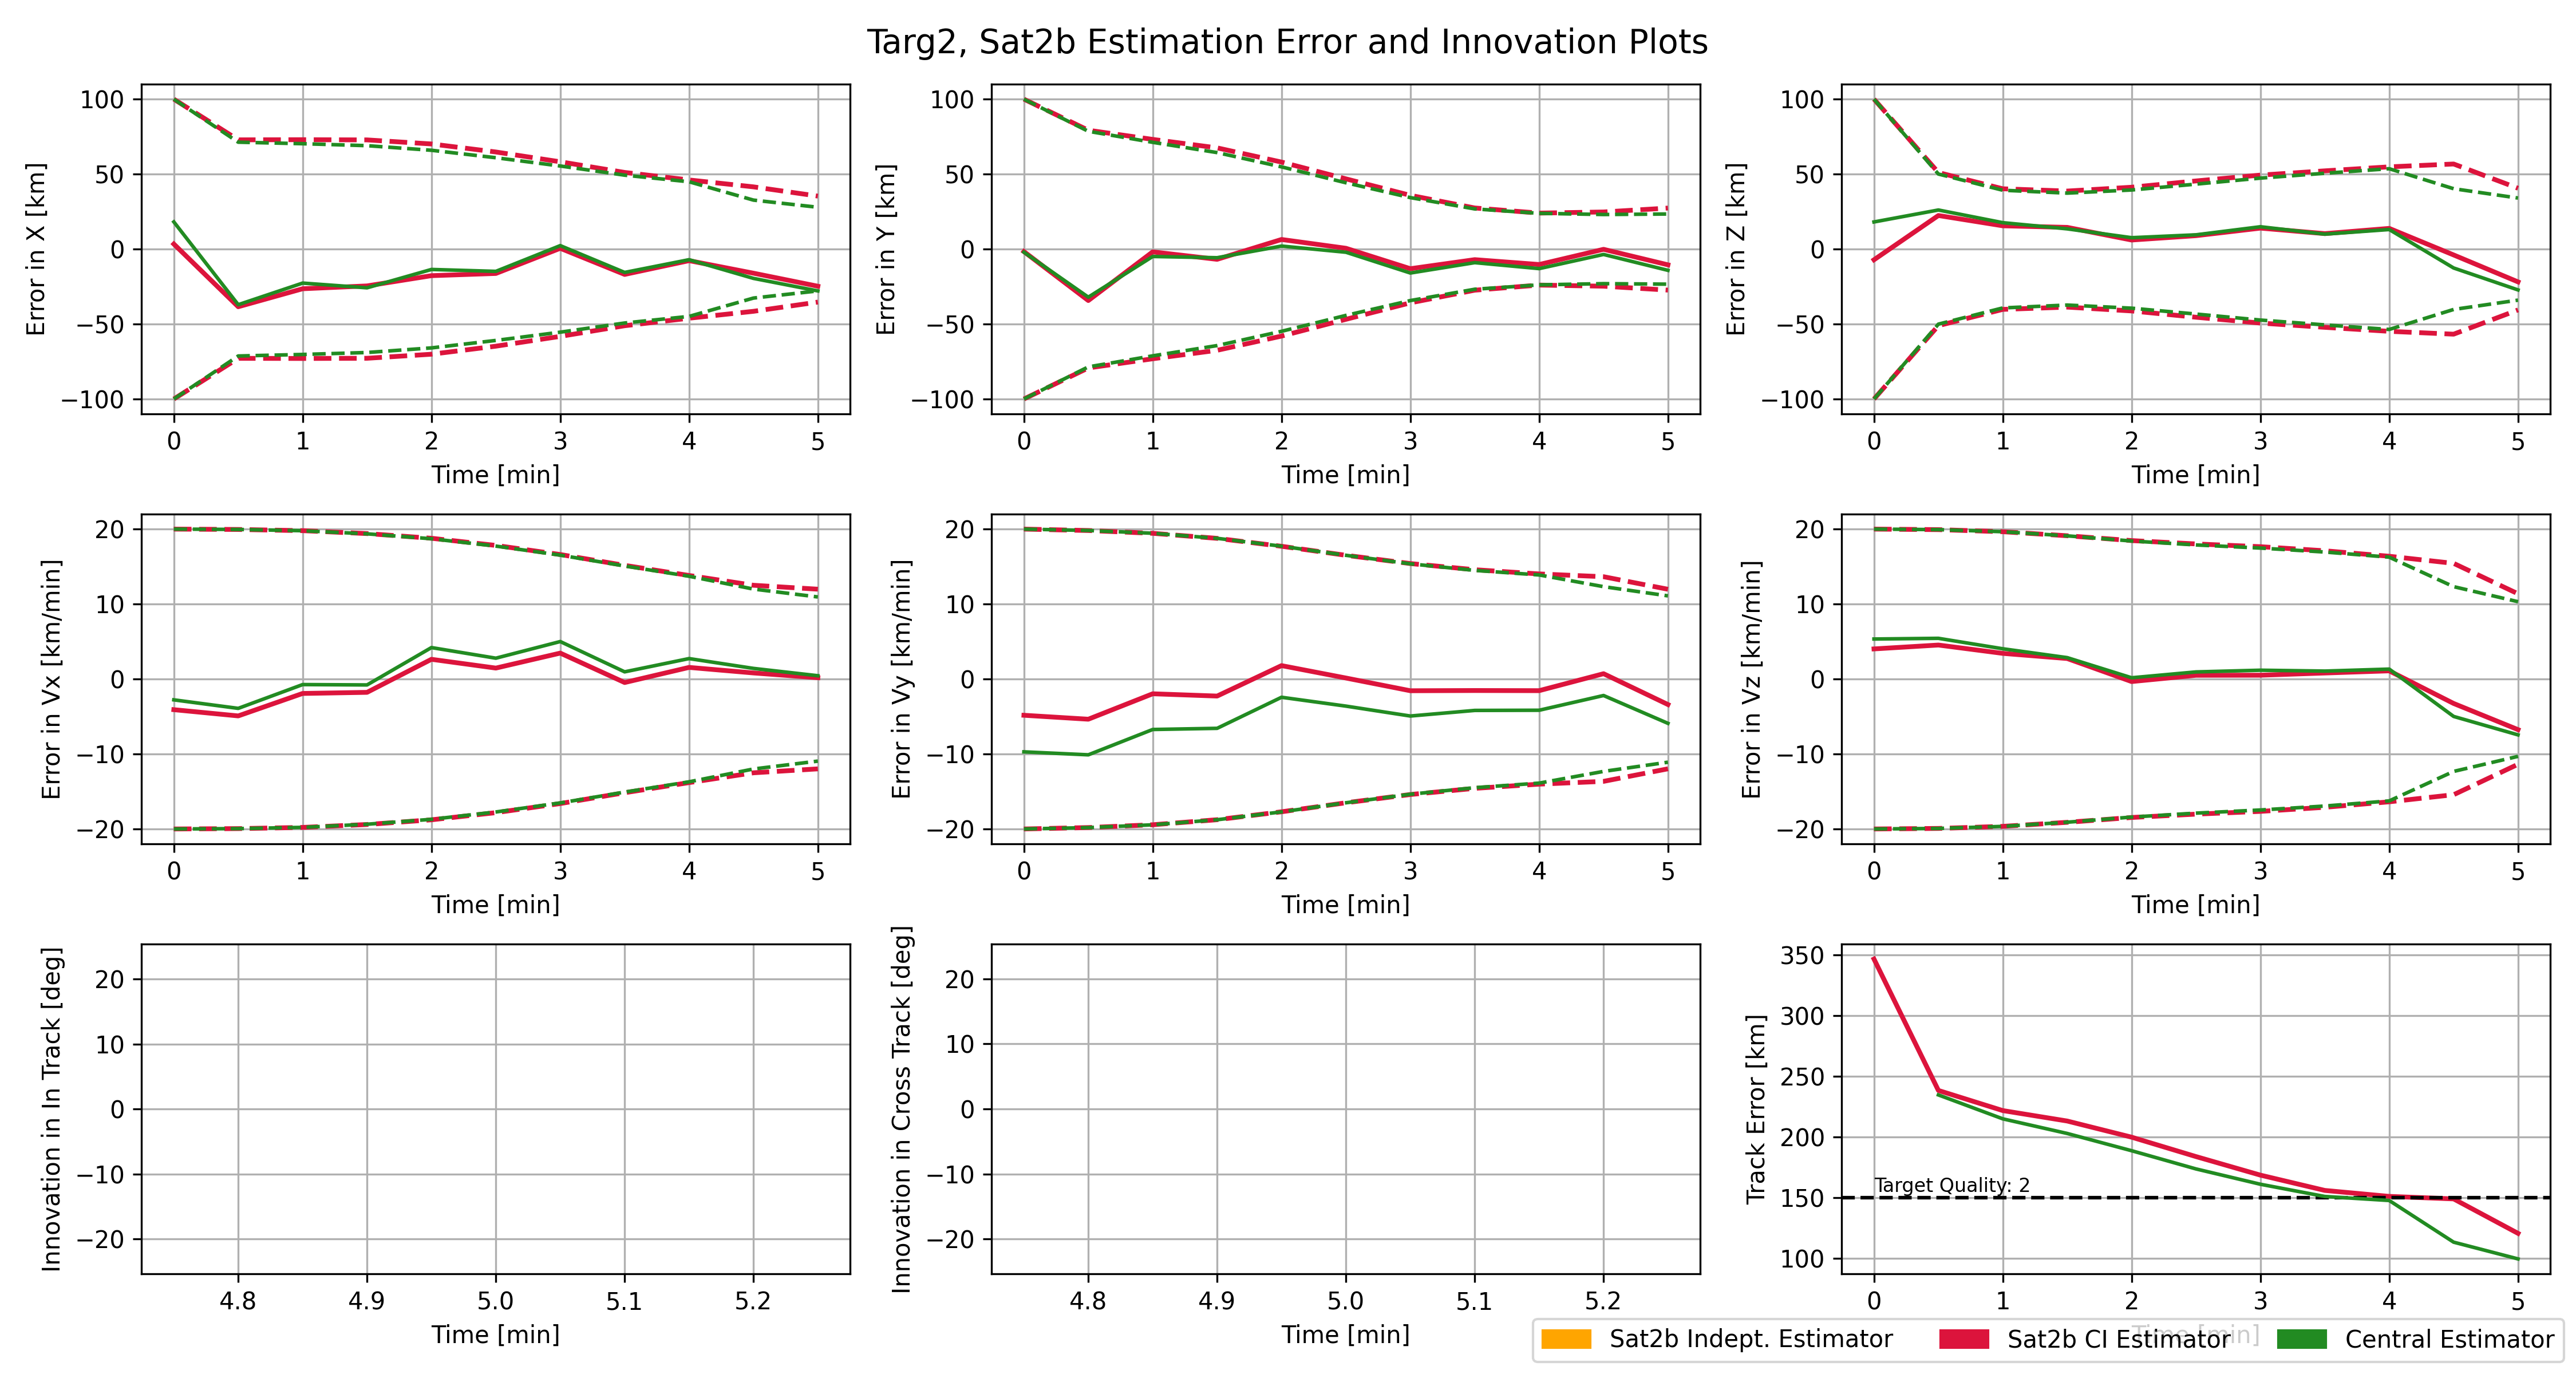 Targ2, Sat2b Estimation Error and Innovation Plots
Error in X [km]
100
50
0
−50
−100
0 1 2 3 4 5
Time [min]
Error in Y [km]
100
50
0
−50
−100
0 1 2 3 4 5
Time [min]
Error in Z [km]
100
50
0
−50
−100
0 1 2 3 4 5
Time [min]
Error in Vx [km/min]
20
10
0
−10
−20
0 1 2 3 4 5
Time [min]
Error in Vy [km/min]
20
10
0
−10
−20
0 1 2 3 4 5
Time [min]
Error in Vz [km/min]
20
10
0
−10
−20
0 1 2 3 4 5
Time [min]
Innovation in In Track [deg]
20
10
0
−10
−20
4.8 4.9 5.0 5.1 5.2
Time [min]
Innovation in Cross Track [deg]
20
10
0
−10
−20
4.8 4.9 5.0 5.1 5.2
Time [min]
Track Error [km]
350
300
250
200
150
100
Target Quality: 2
0 1 2 3 4 5
Time [min]
Sat2b Indept. Estimator
Sat2b CI Estimator
Central Estimator